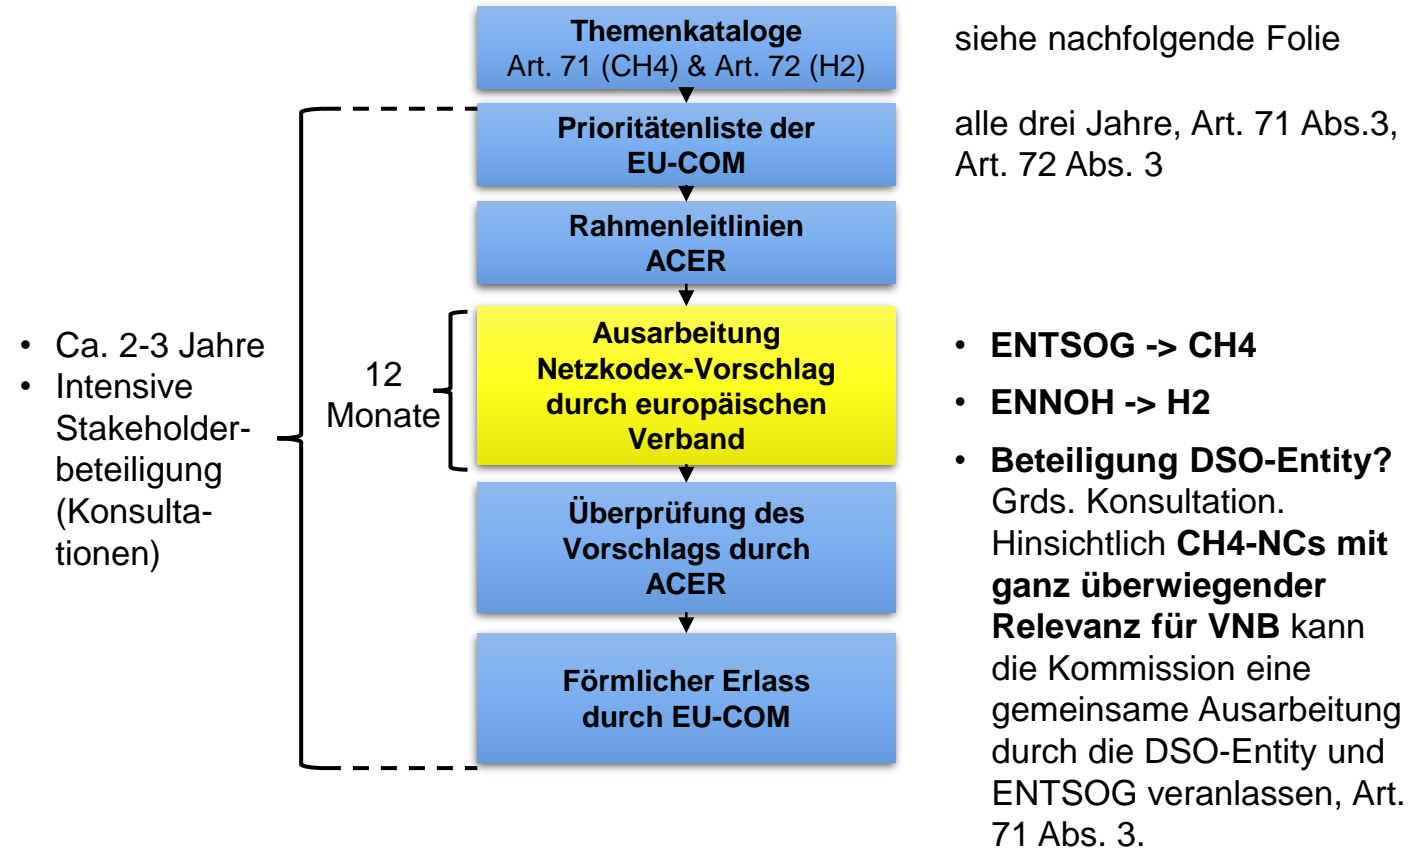 Themenkataloge
Art. 71 (CH4) & Art. 72 (H2)
siehe nachfolgende Folie
Prioritätenliste der
EU-COM
alle drei Jahre, Art. 71 Abs.3,
Art. 72 Abs. 3
Rahmenleitlinien
ACER
• Ca. 2-3 Jahre
• Intensive
Stakeholder-
beteiligung
(Konsulta-
tionen)
12
Monate
Ausarbeitung
Netzkodex-Vorschlag
durch europäischen
Verband
• ENTSOG -> CH4
• ENNOH -> H2
• Beteiligung DSO-Entity?
Grds. Konsultation.
Hinsichtlich CH4-NCs mit
ganz überwiegender
Relevanz für VNB kann
die Kommission eine
gemeinsame Ausarbeitung
durch die DSO-Entity und
ENTSOG veranlassen, Art.
71 Abs. 3.
Überprüfung des
Vorschlags durch
ACER
Förmlicher Erlass
durch EU-COM